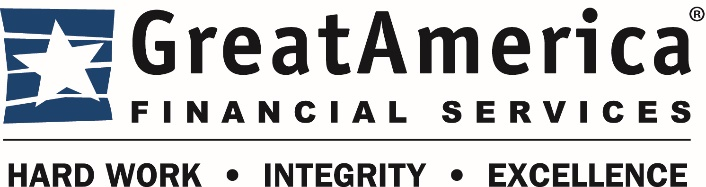 GreatAmerica®
FINANCIAL SERVICES
HARD WORK • INTEGRITY • EXCELLENCE